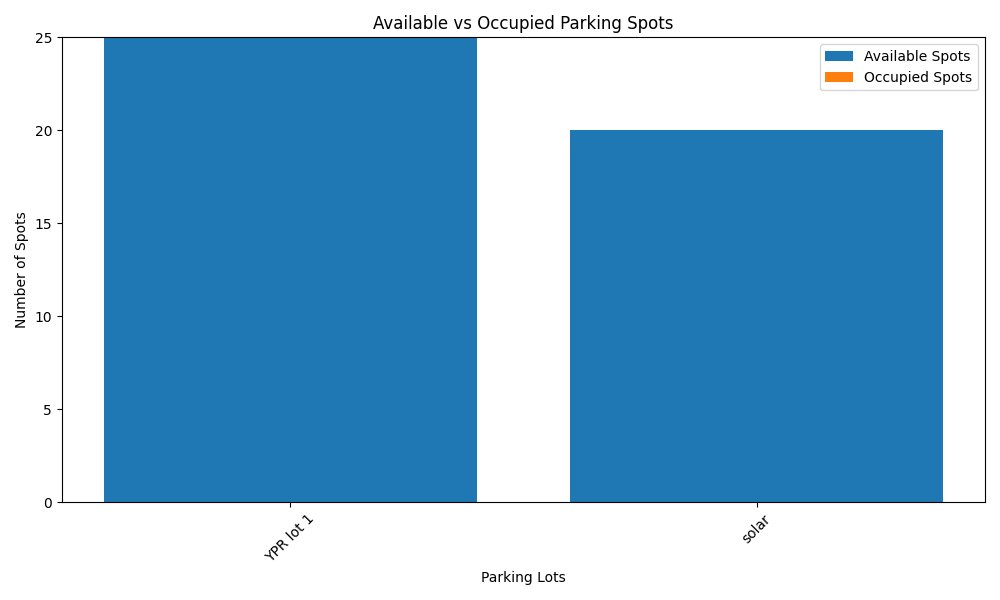 Available vs Occupied Parking Spots
Available Spots
Occupied Spots
Number of Spots
25
20
15
10
5
0
YPR lot 1
solar
Parking Lots